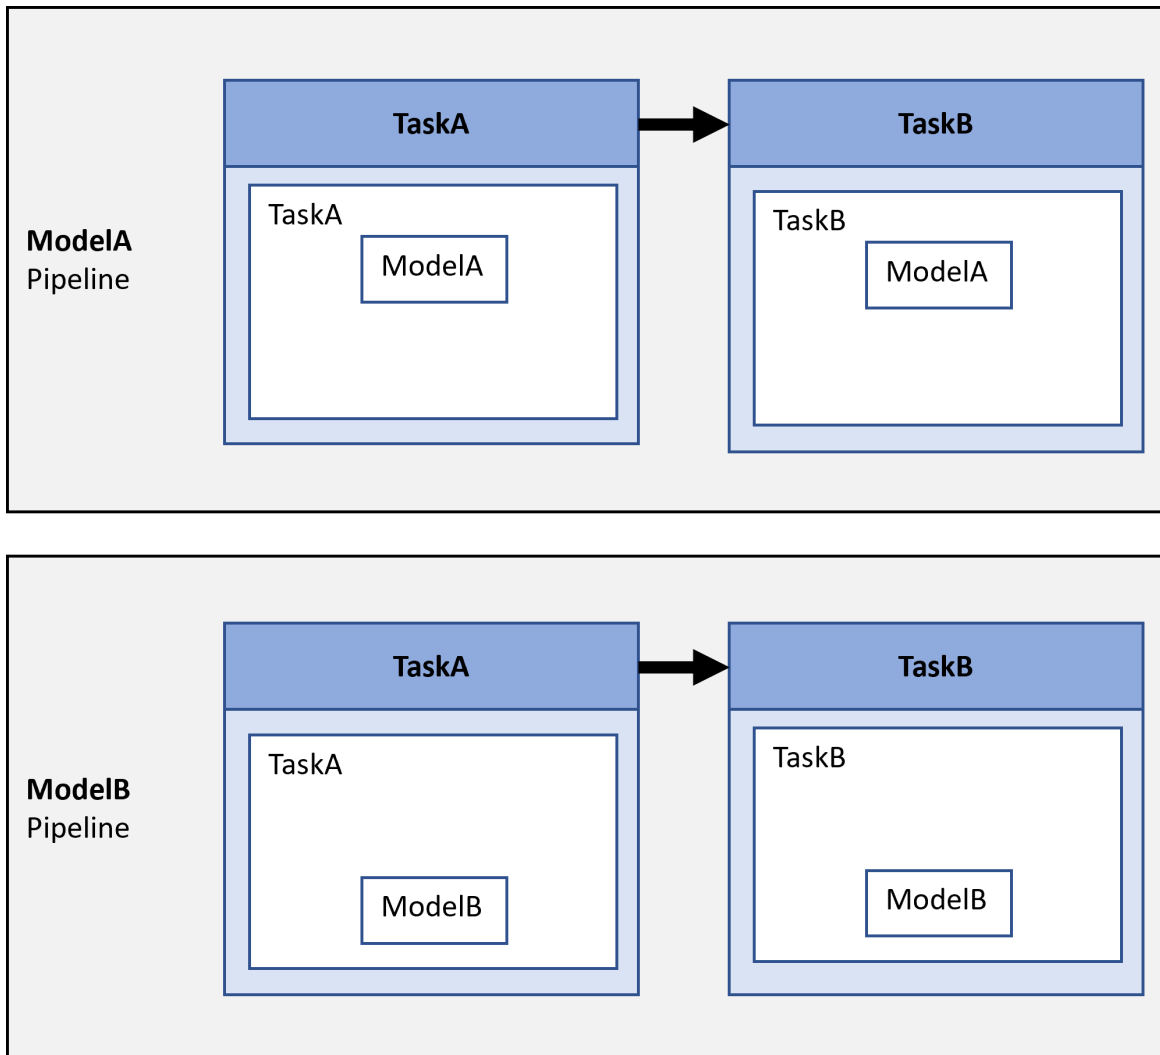 TaskA
TaskB
TaskA
ModelA
TaskB
ModelA
ModelA
Pipeline
TaskA
TaskB
TaskA
ModelB
TaskB
ModelB
ModelB
Pipeline